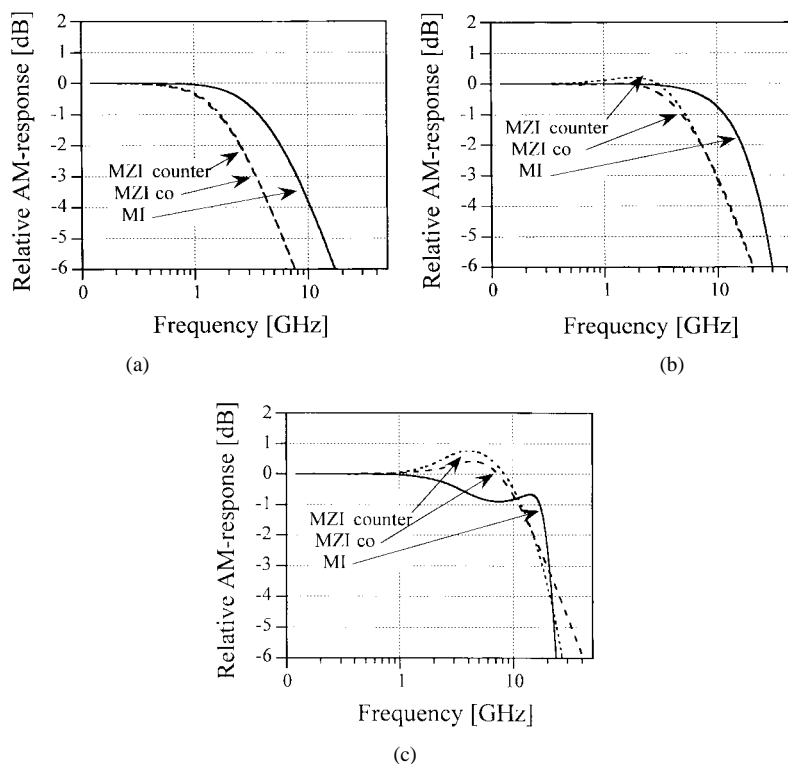 Relative AM-response [dB]
2
1
0
-1
-2
-3
-4
-5
-6
MZI counter
MZI co
MI
0
1
10
Frequency [GHz]
(a)
Relative AM-response [dB]
2
1
0
-1
-2
-3
-4
-5
-6
MZI counter
MZI co
MI
0
1
10
Frequency [GHz]
(b)
Relative AM-response [dB]
2
1
0
-1
-2
-3
-4
-5
-6
MZI counter
MZI co
MI
0
1
10
Frequency [GHz]
(c)